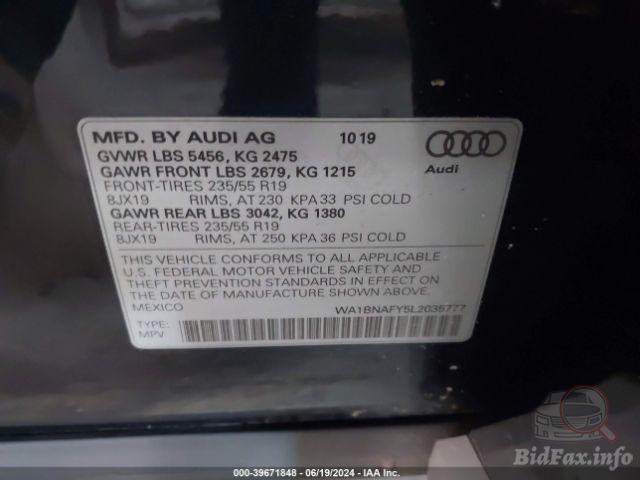 MFD. BY AUDI AG 10 19
GVWR LBS 5456, KG 2475
GAWR FRONT LBS 2679, KG 1215
FRONT-TIRES 235/55 R19
8JX19 RIMS, AT 230 KPA 33 PSI COLD
GAWR REAR LBS 3042, KG 1380
REAR-TIRES 235/55 R19
8JX19 RIMS, AT 250 KPA 36 PSI COLD
Audi
THIS VEHICLE CONFORMS TO ALL APPLICABLE
U.S. FEDERAL MOTOR VEHICLE SAFETY AND
THEFT PREVENTION STANDARDS IN EFFECT ON
THE DATE OF MANUFACTURE SHOWN ABOVE.
MEXICO WA1BNAFY5L2035777
TYPE:
MPV
BidFax.info
000-39671848 - 06/19/2024 - IAA Inc.